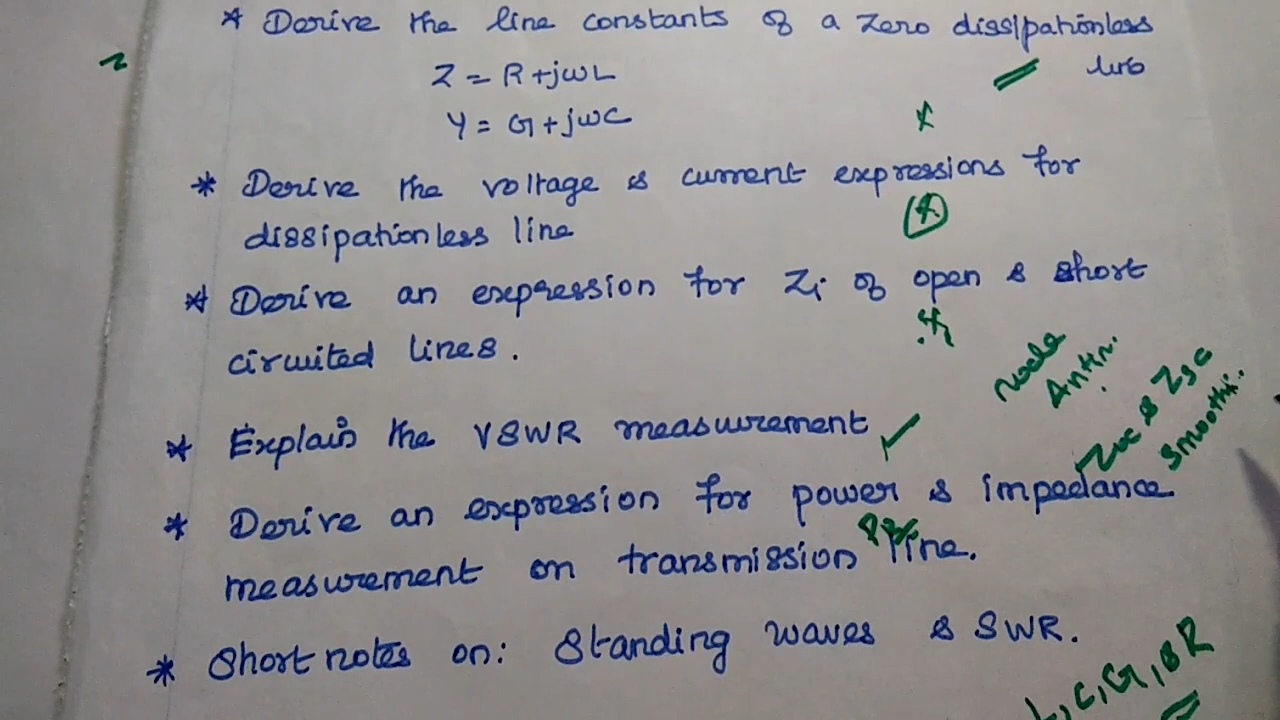 * Derive the line constants of a zero dissipationless
line
Z = R + jωL
Y = G + jωC
* Derive the voltage & current expressions for
dissipationless line
* Derive an expression for Zi of open & short
circuited lines.
* Explain the VSWR measurement
node
Antin.
Zoc & Zsc
Smooth..
* Derive an expression for power & impedance
measurement on transmission line.
* Short notes on: Standing waves & SWR.
L, C, G, & R